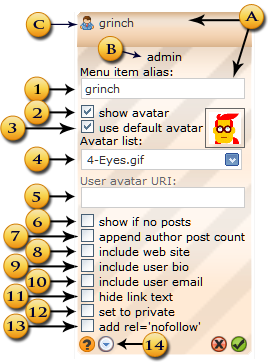 C grinch A
B admin
Menu item alias:
1 grinch
2 show avatar
3 use default avatar
Avatar list:
4 4-Eyes.gif
User avatar URI:
5
6 show if no posts
7 append author post count
8 include web site
9 include user bio
10 include user email
11 hide link text
12 set to private
13 add rel='nofollow'
? 14